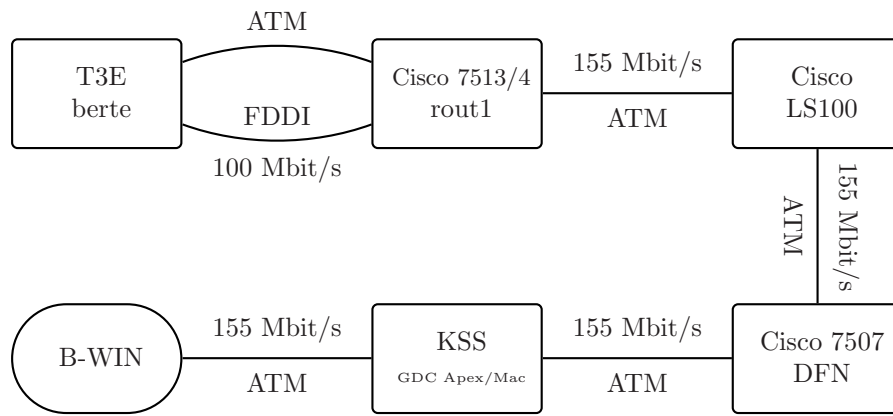 ATM
T3E
berte
FDDI
100 Mbit/s
Cisco 7513/4
rout1
155 Mbit/s
ATM
Cisco
LS100
155 Mbit/s
ATM
B-WIN
155 Mbit/s
ATM
KSS
GDC Apex/Mac
155 Mbit/s
ATM
Cisco 7507
DFN